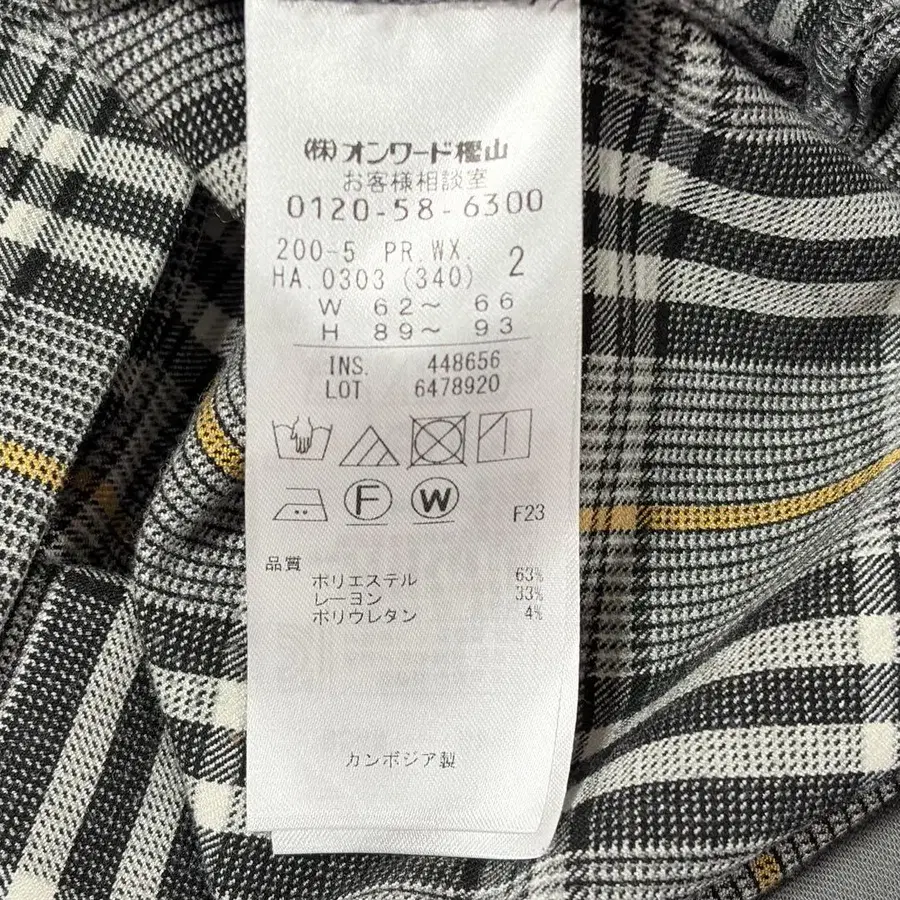 (株)オンワード樫山
お客様相談室
0120-58-6300
200-5 PR.WX. 2
HA.0303(340)
W 62~ 66
H 89~ 93
INS. 448656
LOT 6478920
F W F23
品質
ポリエステル 63%
レーヨン 33%
ポリウレタン 4%
カンボジア製